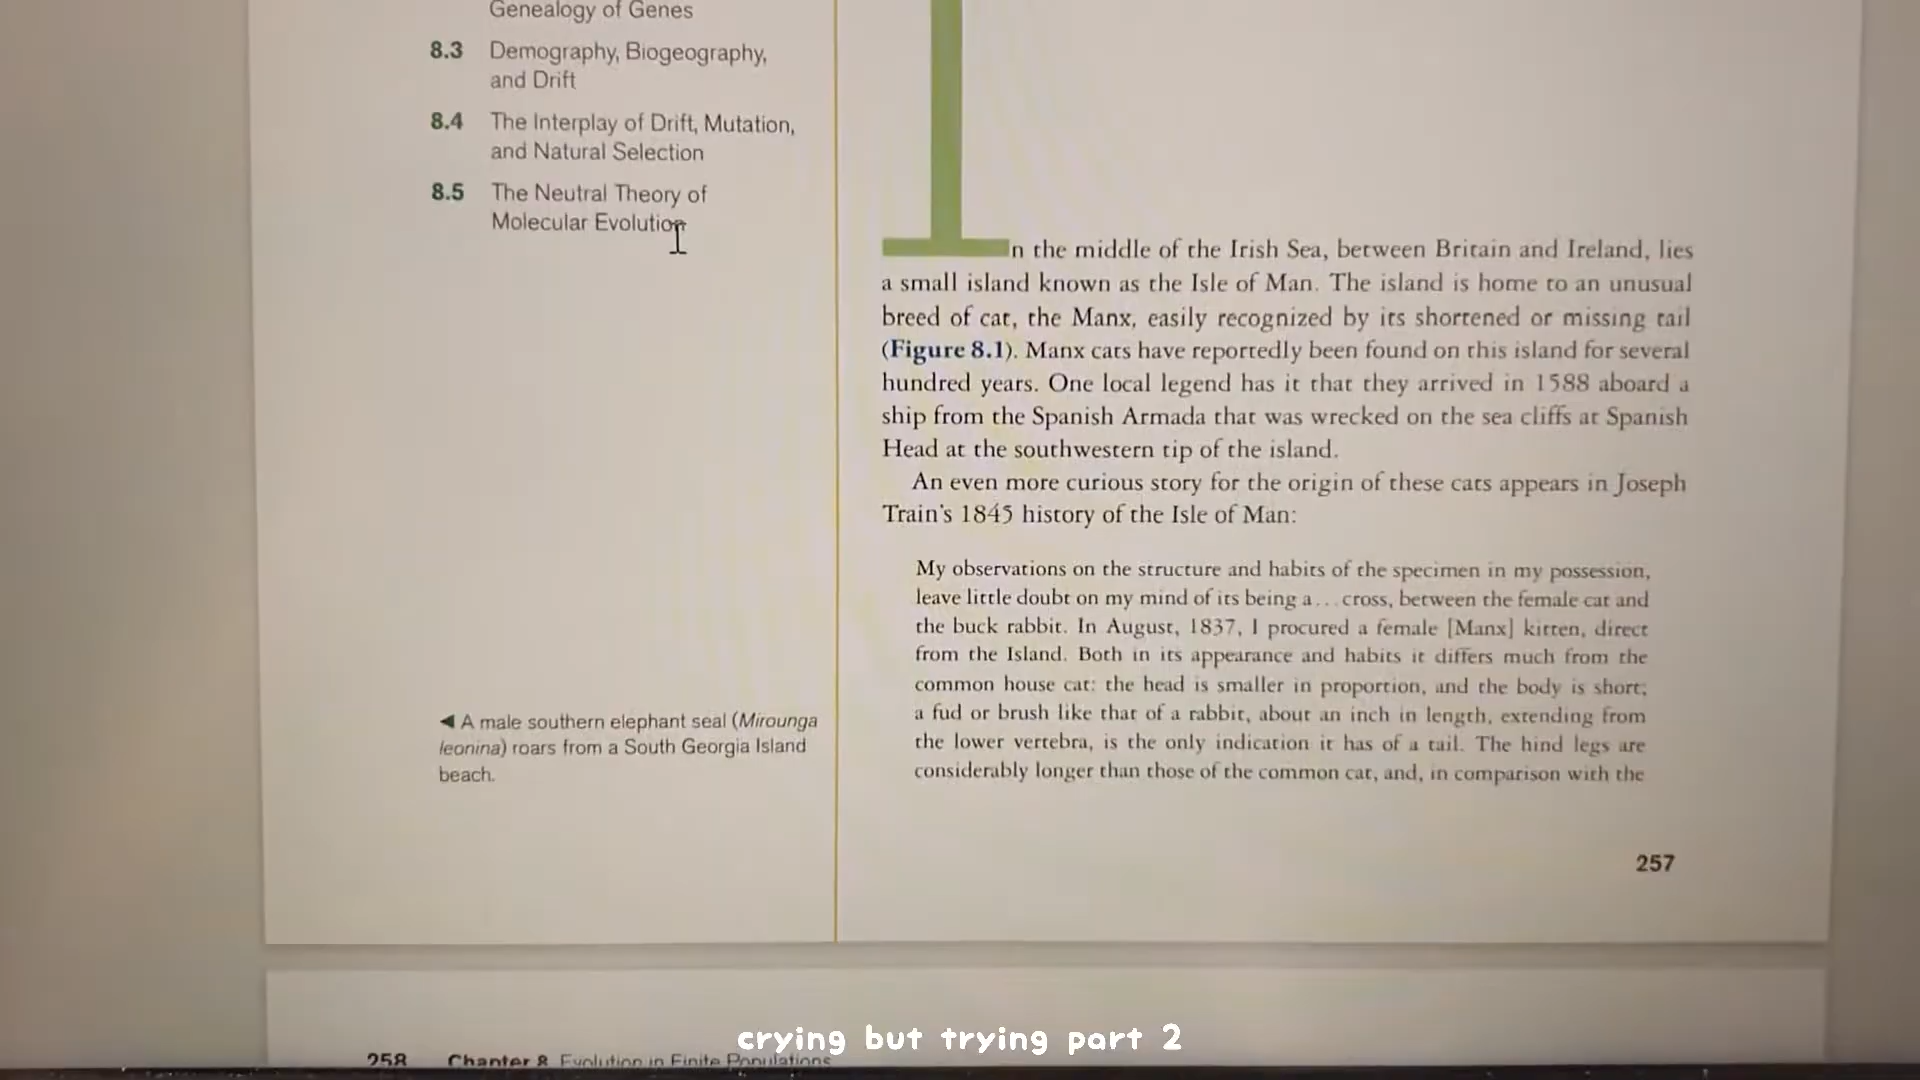 Genealogy of Genes
8.3 Demography, Biogeography,
and Drift
8.4 The Interplay of Drift, Mutation,
and Natural Selection
8.5 The Neutral Theory of
Molecular Evolution
◄ A male southern elephant seal (Mirounga
leonina) roars from a South Georgia Island
beach.
In the middle of the Irish Sea, between Britain and Ireland, lies
a small island known as the Isle of Man. The island is home to an unusual
breed of cat, the Manx, easily recognized by its shortened or missing tail
(Figure 8.1). Manx cats have reportedly been found on this island for several
hundred years. One local legend has it that they arrived in 1588 aboard a
ship from the Spanish Armada that was wrecked on the sea cliffs at Spanish
Head at the southwestern tip of the island.
An even more curious story for the origin of these cats appears in Joseph
Train's 1845 history of the Isle of Man:
My observations on the structure and habits of the specimen in my possession,
leave little doubt on my mind of its being a... cross, between the female cat and
the buck rabbit. In August, 1837, I procured a female [Manx] kitten, direct
from the Island. Both in its appearance and habits it differs much from the
common house cat: the head is smaller in proportion, and the body is short;
a fud or brush like that of a rabbit, about an inch in length, extending from
the lower vertebra, is the only indication it has of a tail. The hind legs are
considerably longer than those of the common cat, and, in comparison with the
257
258 Chapter 8 Evolution in Finite Populations
crying but trying part 2